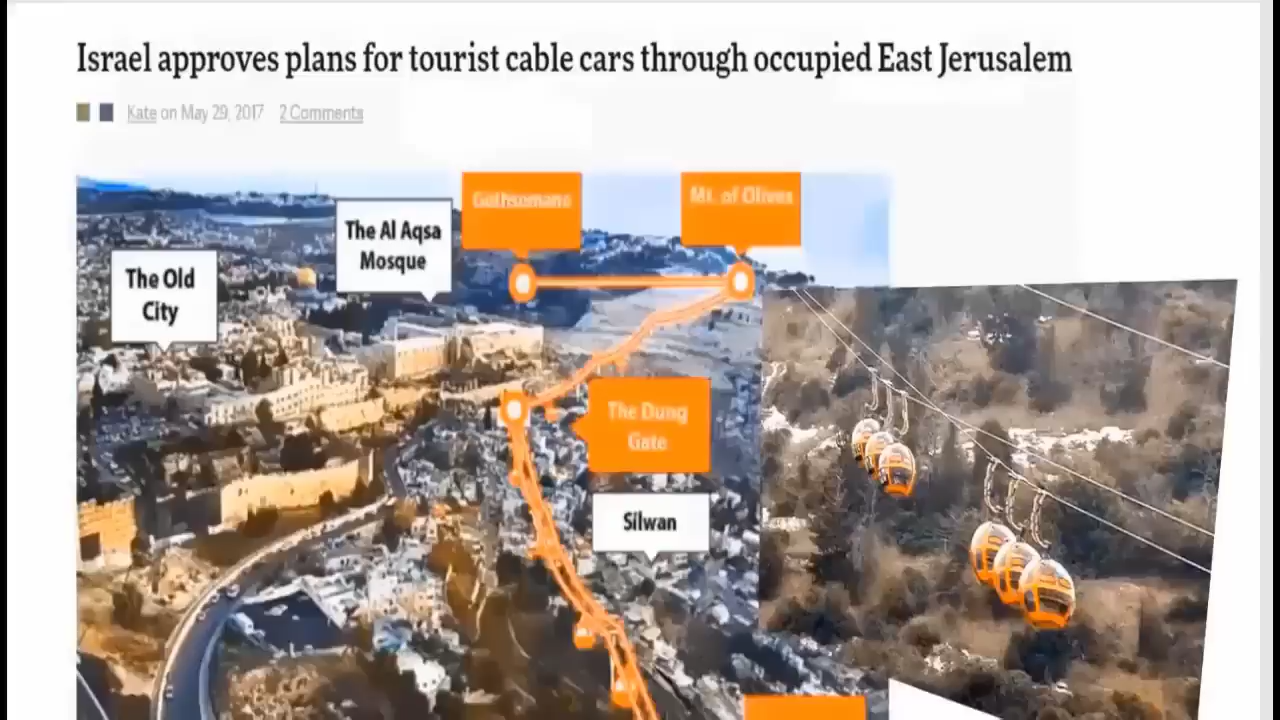 Israel approves plans for tourist cable cars through occupied East Jerusalem
Kate on May 29, 2017 2 Comments
Gethsemane
Mt. of Olives
The Al Aqsa
Mosque
The Old
City
The Dung
Gate
Silwan